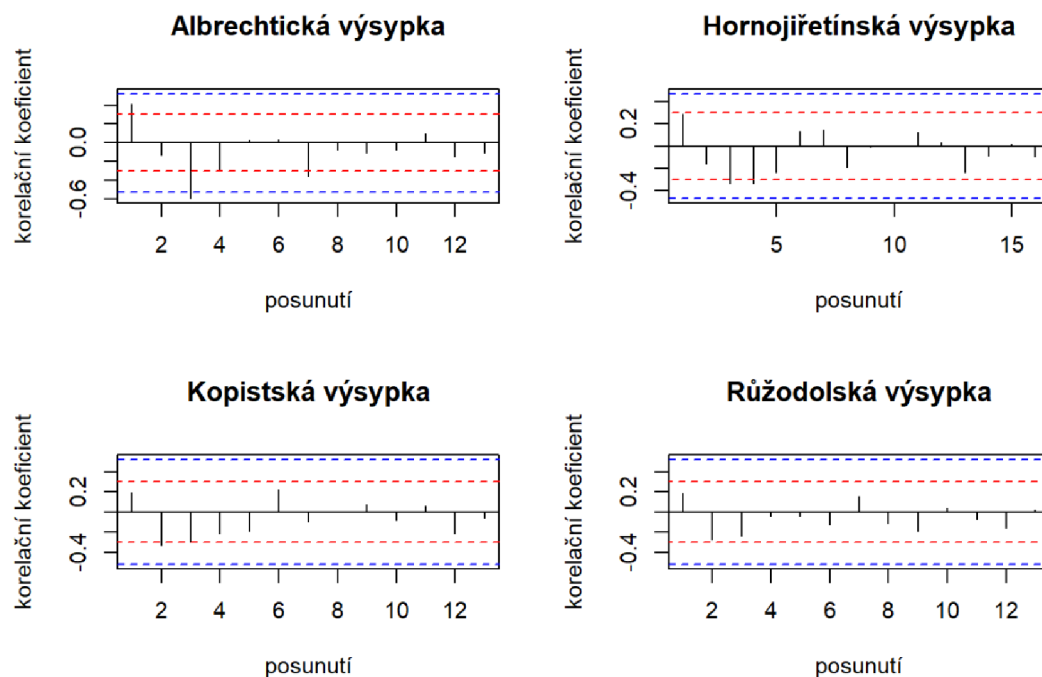 Albrechtická výsypka
korelační koeficient
0.0
-0.6
2 4 6 8 10 12
posunutí
Hornojiřetínská výsypka
korelační koeficient
0.2
-0.4
5 10 15
posunutí
Kopistská výsypka
korelační koeficient
0.2
-0.4
2 4 6 8 10 12
posunutí
Růžodolská výsypka
korelační koeficient
0.2
-0.4
2 4 6 8 10 12
posunutí